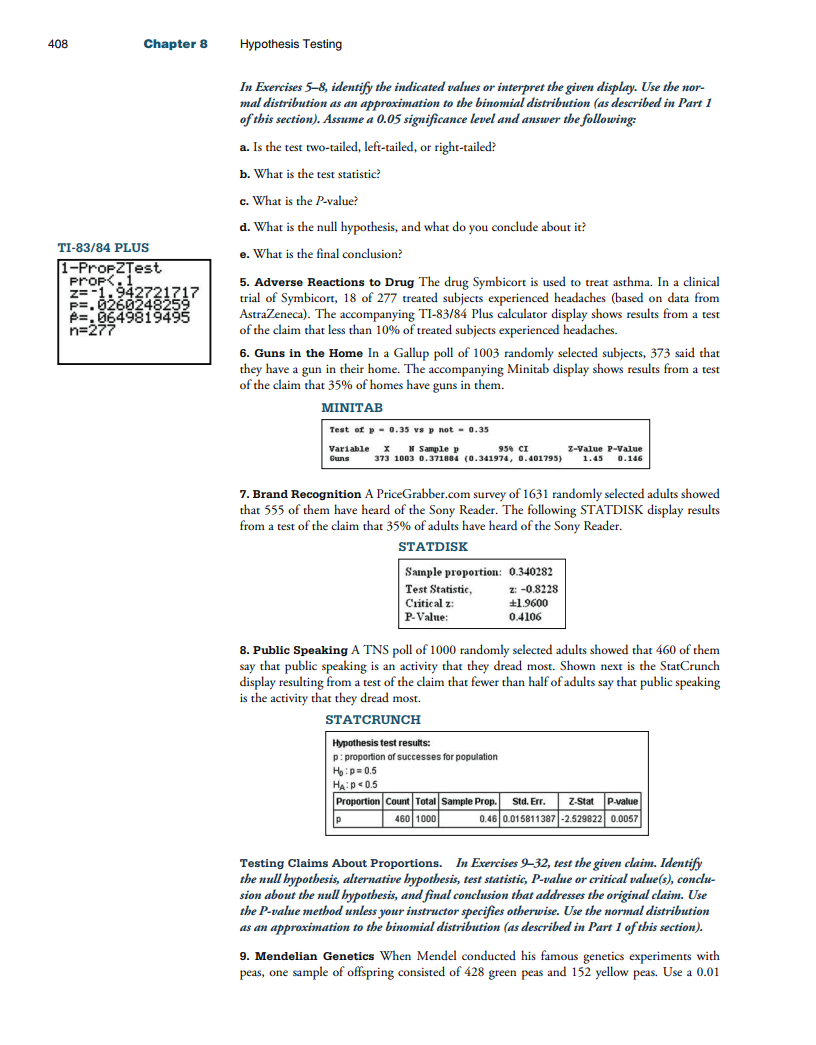 408 Chapter 8 Hypothesis Testing
In Exercises 5–8, identify the indicated values or interpret the given display. Use the nor-
mal distribution as an approximation to the binomial distribution (as described in Part 1
of this section). Assume a 0.05 significance level and answer the following:
a. Is the test two-tailed, left-tailed, or right-tailed?
b. What is the test statistic?
c. What is the P-value?
d. What is the null hypothesis, and what do you conclude about it?
e. What is the final conclusion?
TI-83/84 PLUS
1-PropZTest
prop<.1
z=-1.942721717
p=.0260248259
p̂=.0649819495
n=277
5. Adverse Reactions to Drug The drug Symbicort is used to treat asthma. In a clinical
trial of Symbicort, 18 of 277 treated subjects experienced headaches (based on data from
AstraZeneca). The accompanying TI-83/84 Plus calculator display shows results from a test
of the claim that less than 10% of treated subjects experienced headaches.
6. Guns in the Home In a Gallup poll of 1003 randomly selected subjects, 373 said that
they have a gun in their home. The accompanying Minitab display shows results from a test
of the claim that 35% of homes have guns in them.
MINITAB
Test of p = 0.35 vs p not = 0.35
Variable X N Sample p 95% CI Z-Value P-Value
Guns 373 1003 0.371884 (0.341974, 0.401795) 1.45 0.146
7. Brand Recognition A PriceGrabber.com survey of 1631 randomly selected adults showed
that 555 of them have heard of the Sony Reader. The following STATDISK display results
from a test of the claim that 35% of adults have heard of the Sony Reader.
STATDISK
Sample proportion: 0.340282
Test Statistic, z: -0.8228
Critical z: ±1.9600
P-Value: 0.4106
8. Public Speaking A TNS poll of 1000 randomly selected adults showed that 460 of them
say that public speaking is an activity that they dread most. Shown next is the StatCrunch
display resulting from a test of the claim that fewer than half of adults say that public speaking
is the activity that they dread most.
STATCRUNCH
Hypothesis test results:
p : proportion of successes for population
H₀ : p = 0.5
Hᴀ : p < 0.5
Proportion Count Total Sample Prop. Std. Err. Z-Stat P-value
p 460 1000 0.46 0.015811387 -2.529822 0.0057
Testing Claims About Proportions. In Exercises 9–32, test the given claim. Identify
the null hypothesis, alternative hypothesis, test statistic, P-value or critical value(s), conclu-
sion about the null hypothesis, and final conclusion that addresses the original claim. Use
the P-value method unless your instructor specifies otherwise. Use the normal distribution
as an approximation to the binomial distribution (as described in Part 1 of this section).
9. Mendelian Genetics When Mendel conducted his famous genetics experiments with
peas, one sample of offspring consisted of 428 green peas and 152 yellow peas. Use a 0.01